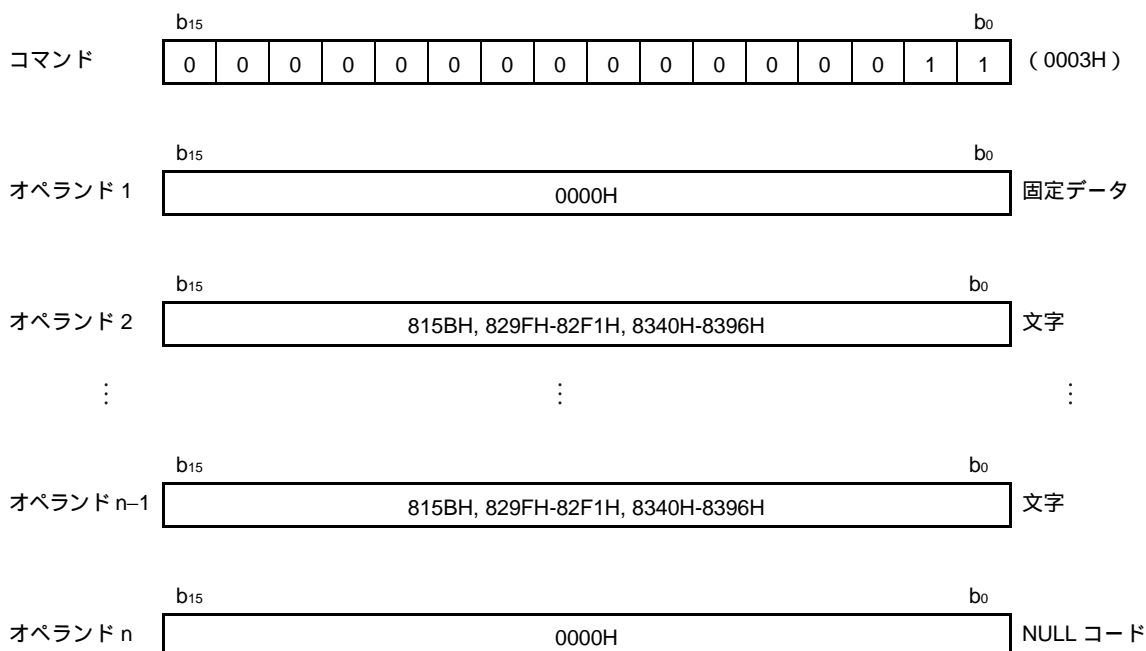 b15 b0
コマンド 0 0 0 0 0 0 0 0 0 0 0 0 0 0 1 1 （0003H）
b15 b0
オペランド1 0000H 固定データ
b15 b0
オペランド2 815BH, 829FH-82F1H, 8340H-8396H 文字
⋮ ⋮ ⋮
b15 b0
オペランド n–1 815BH, 829FH-82F1H, 8340H-8396H 文字
b15 b0
オペランド n 0000H NULL コード